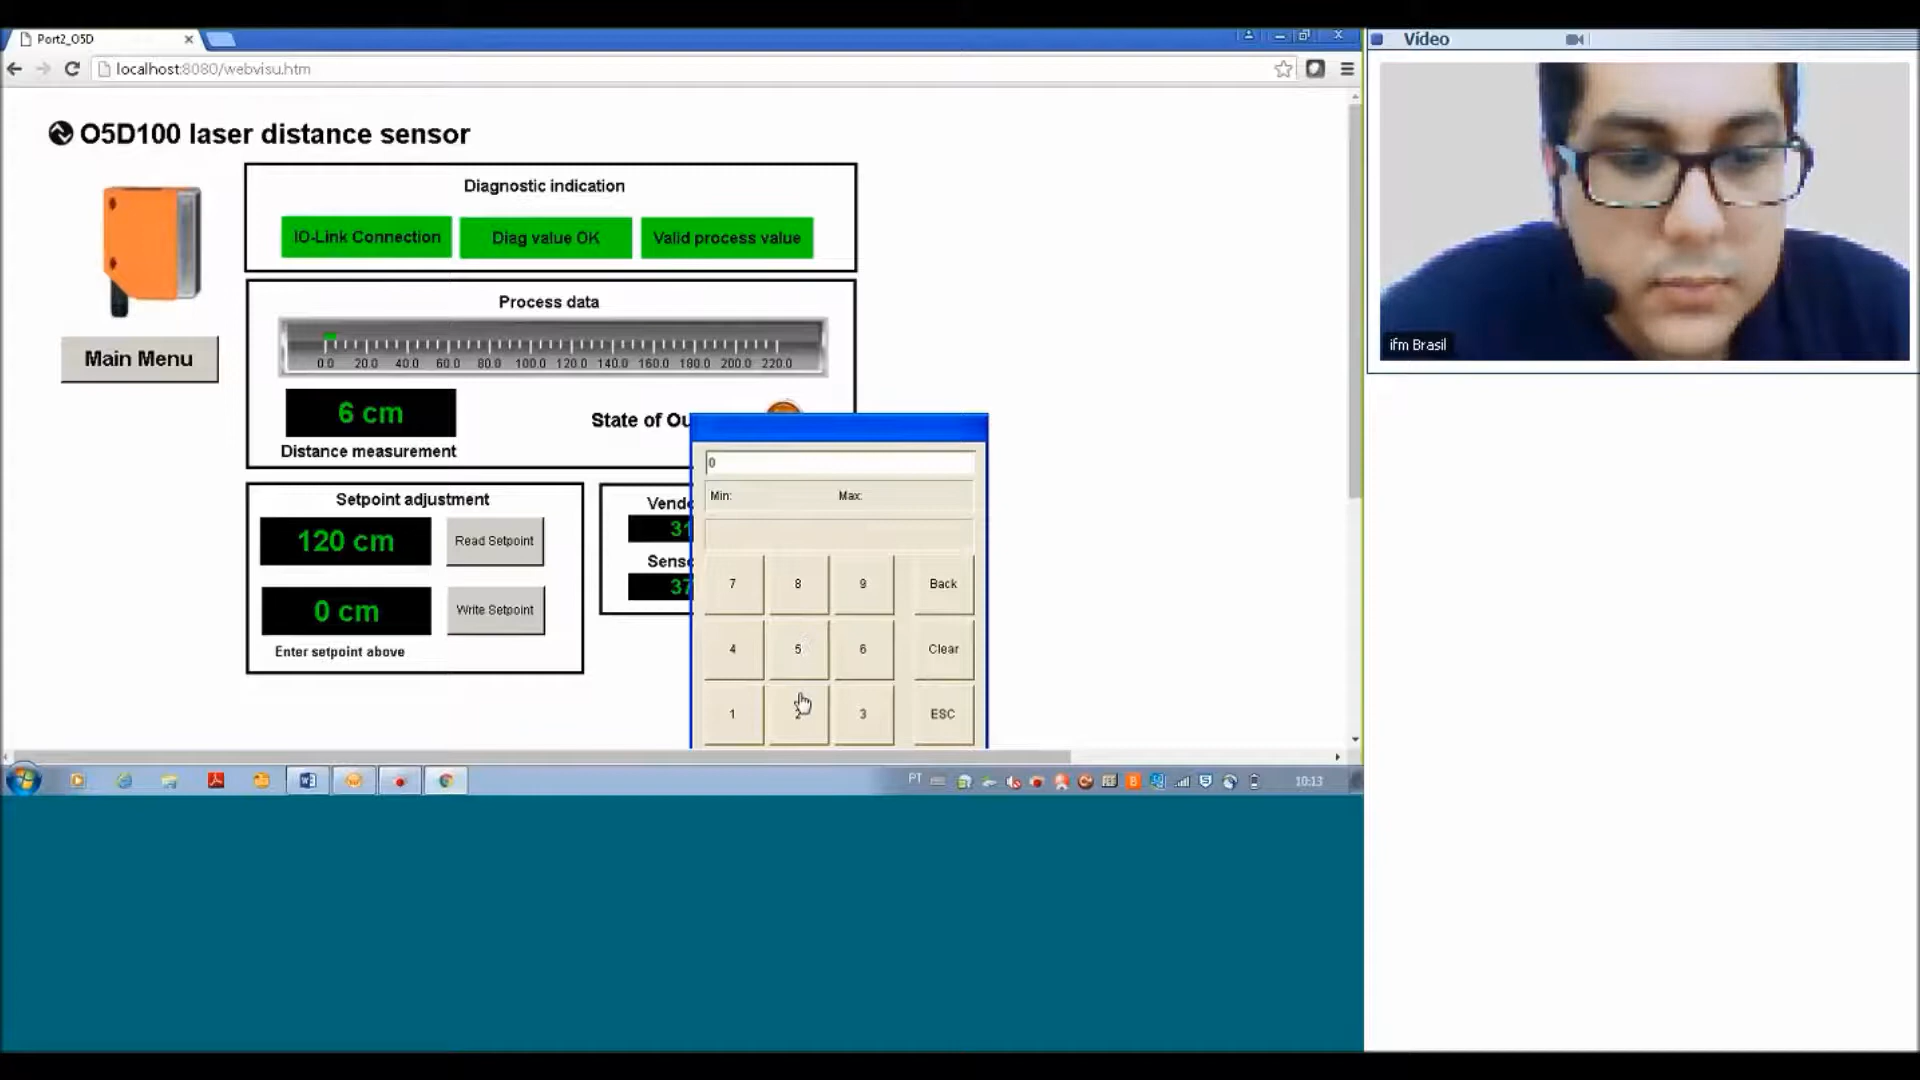 Port2_O5D
localhost:8080/webvisu.htm
O5D100 laser distance sensor
Diagnostic indication
IO-Link Connection
Diag value OK
Valid process value
Process data
0.0 20.0 40.0 60.0 80.0 100.0 120.0 140.0 160.0 180.0 200.0 220.0
Main Menu
6 cm
Distance measurement
State of Ou
Setpoint adjustment
120 cm
Read Setpoint
0 cm
Write Setpoint
Enter setpoint above
Vendo
31
Senso
37
0
Min:
Max:
7 8 9 Back
4 5 6 Clear
1 2 3 ESC
PT
10:13
Video
ifm Brasil